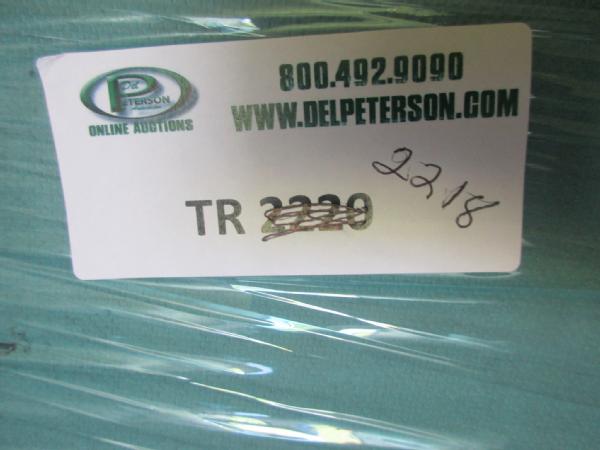 Del
PETERSON
ONLINE AUCTIONS
800.492.9090
WWW.DELPETERSON.COM
2218
TR 2220